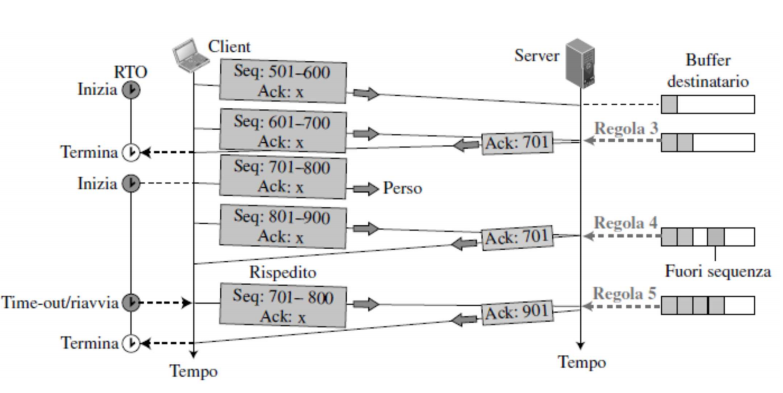 Client
Server
Buffer
destinatario
RTO
Inizia
Seq: 501–600
Ack: x
Seq: 601–700
Ack: x
Regola 3
Ack: 701
Termina
Inizia
Seq: 701–800
Ack: x
Perso
Seq: 801–900
Ack: x
Regola 4
Ack: 701
Fuori sequenza
Rispedito
Time-out/riavvia
Seq: 701– 800
Ack: x
Regola 5
Ack: 901
Termina
Tempo
Tempo